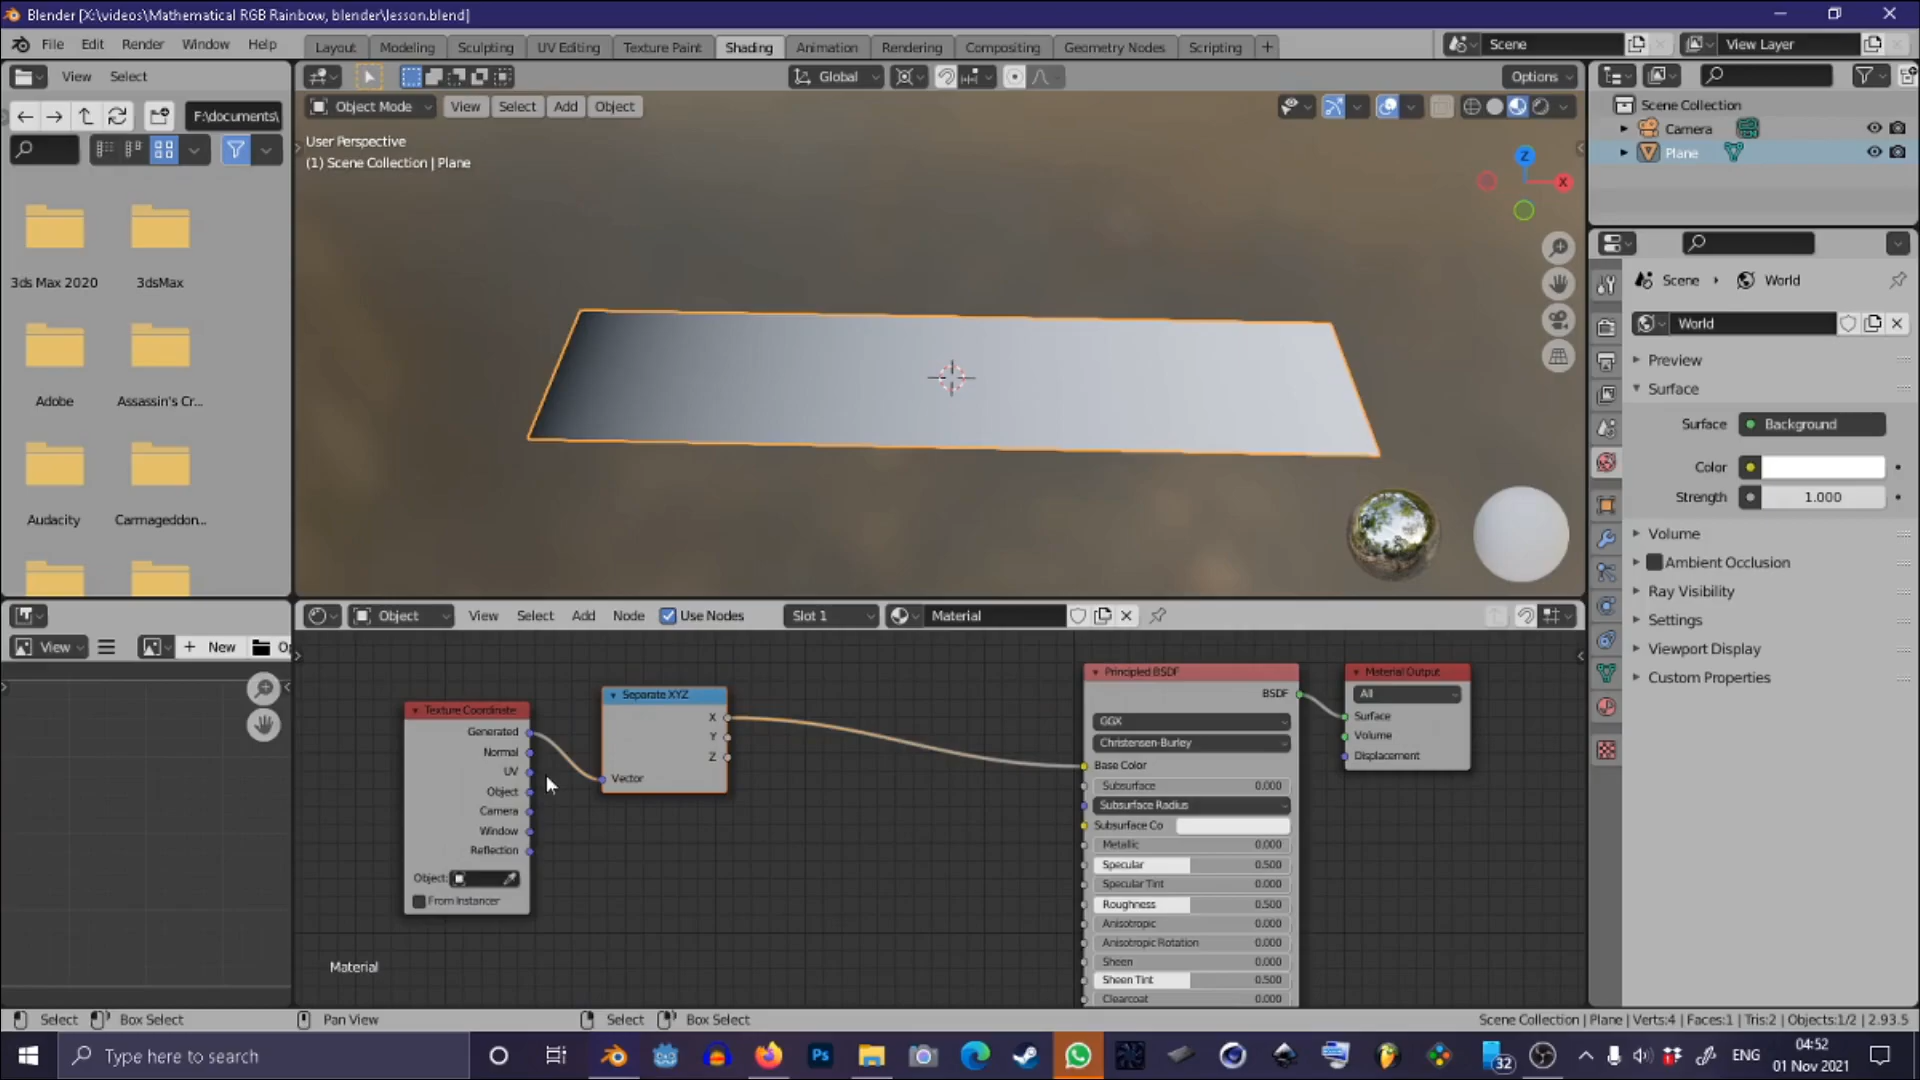 Blender [X:\videos\Mathematical RGB Rainbow, blender\lesson.blend]
File Edit Render Window Help
Layout Modeling Sculpting UV Editing Texture Paint Shading Animation Rendering Compositing Geometry Nodes Scripting +
Scene View Layer
View Select
Global Options
F:\documents\
Object Mode View Select Add Object
User Perspective
(1) Scene Collection | Plane
Z
X
3ds Max 2020 3dsMax
Adobe Assassin's Cr...
Audacity Carmageddon...
Scene Collection
Camera
Plane
Scene World
World
Preview
Surface
Surface Background
Color
Strength 1.000
Volume
Ambient Occlusion
Ray Visibility
Settings
Viewport Display
Custom Properties
View + New Op
Object View Select Add Node Use Nodes Slot 1 Material
Texture Coordinate
Generated
Normal
UV
Object
Camera
Window
Reflection
Object:
From Instancer
Separate XYZ
X
Y
Z
Vector
Principled BSDF
BSDF
GGX
Christensen-Burley
Base Color
Subsurface 0.000
Subsurface Radius
Subsurface Co
Metallic 0.000
Specular 0.500
Specular Tint 0.000
Roughness 0.500
Anisotropic 0.000
Anisotropic Rotation 0.000
Sheen 0.000
Sheen Tint 0.500
Clearcoat 0.000
Material Output
All
Surface
Volume
Displacement
Material
Select Box Select Pan View Select Box Select
Scene Collection | Plane | Verts:4 | Faces:1 | Tris:2 | Objects:1/2 | 2.93.5
Type here to search
Ps
32
ENG
04:52
01 Nov 2021